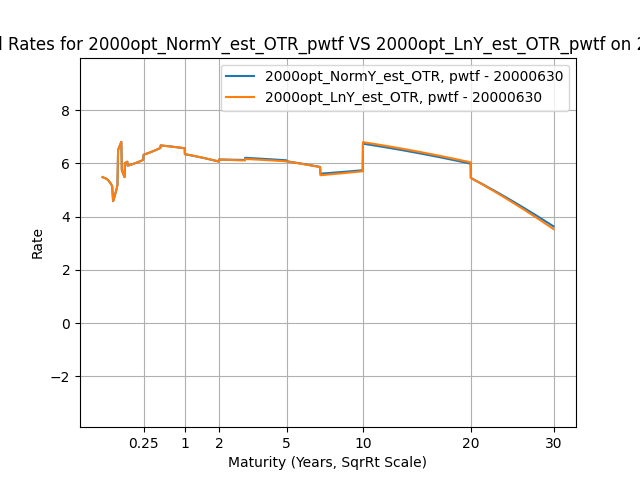 l Rates for 2000opt_NormY_est_OTR_pwtf VS 2000opt_LnY_est_OTR_pwtf on 2
2000opt_NormY_est_OTR, pwtf - 20000630
2000opt_LnY_est_OTR, pwtf - 20000630
8
6
4
2
0
−2
Rate
0.25 1 2 5 10 20 30
Maturity (Years, SqrRt Scale)